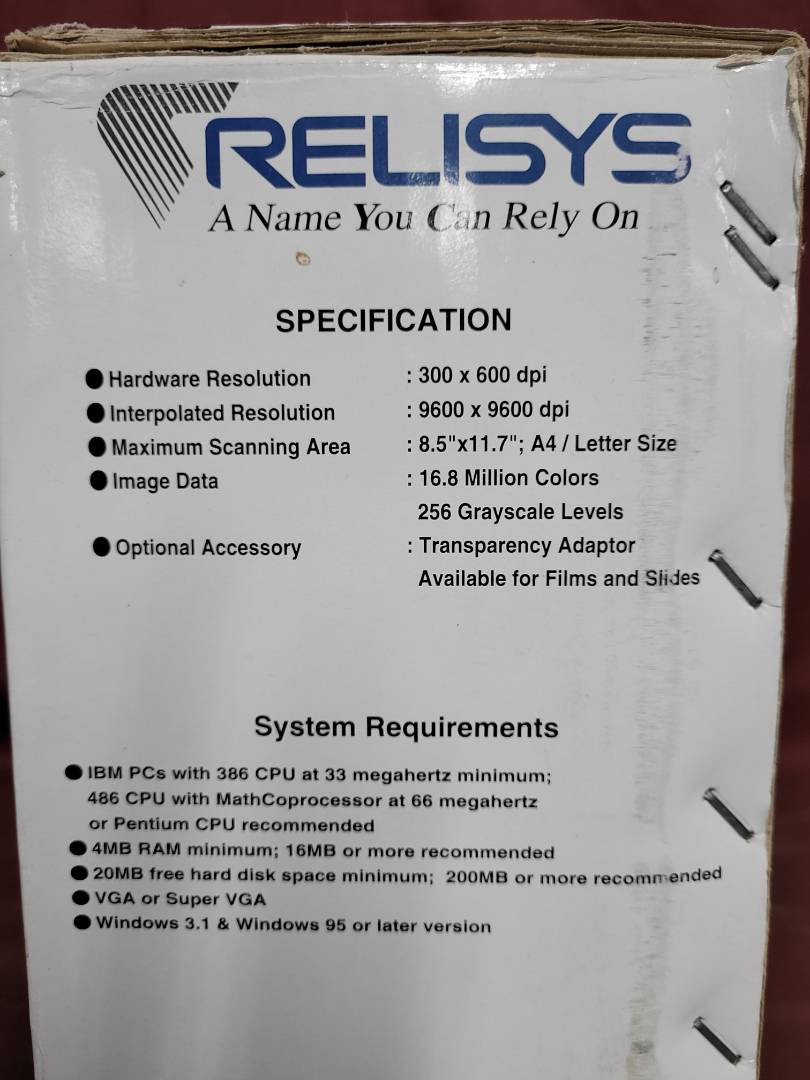 RELISYS
A Name You Can Rely On
SPECIFICATION
● Hardware Resolution : 300 x 600 dpi
● Interpolated Resolution : 9600 x 9600 dpi
● Maximum Scanning Area : 8.5"x11.7"; A4 / Letter Size
● Image Data : 16.8 Million Colors
256 Grayscale Levels
● Optional Accessory : Transparency Adaptor
Available for Films and Slides
System Requirements
● IBM PCs with 386 CPU at 33 megahertz minimum;
486 CPU with MathCoprocessor at 66 megahertz
or Pentium CPU recommended
● 4MB RAM minimum; 16MB or more recommended
● 20MB free hard disk space minimum; 200MB or more recommended
● VGA or Super VGA
● Windows 3.1 & Windows 95 or later version